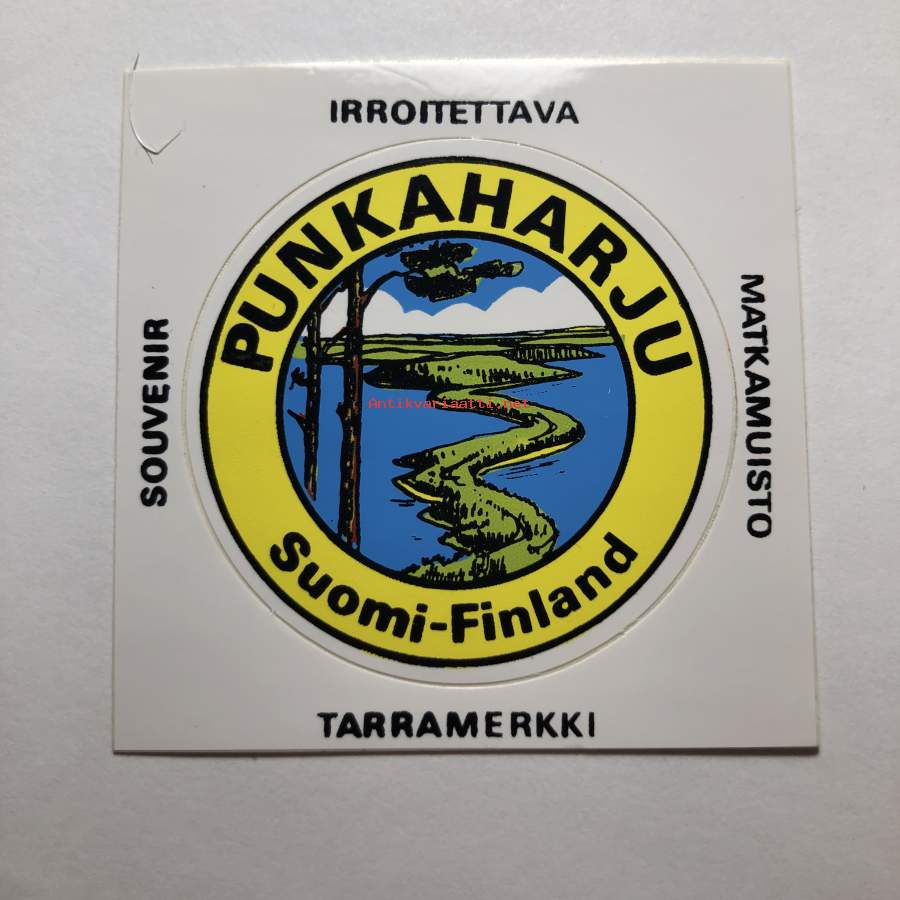 IRROITETTAVA
PUNKAHARJU
SOUVENIR
MATKAMUISTO
Antikvariaatti.net
Suomi-Finland
TARRAMERKKI